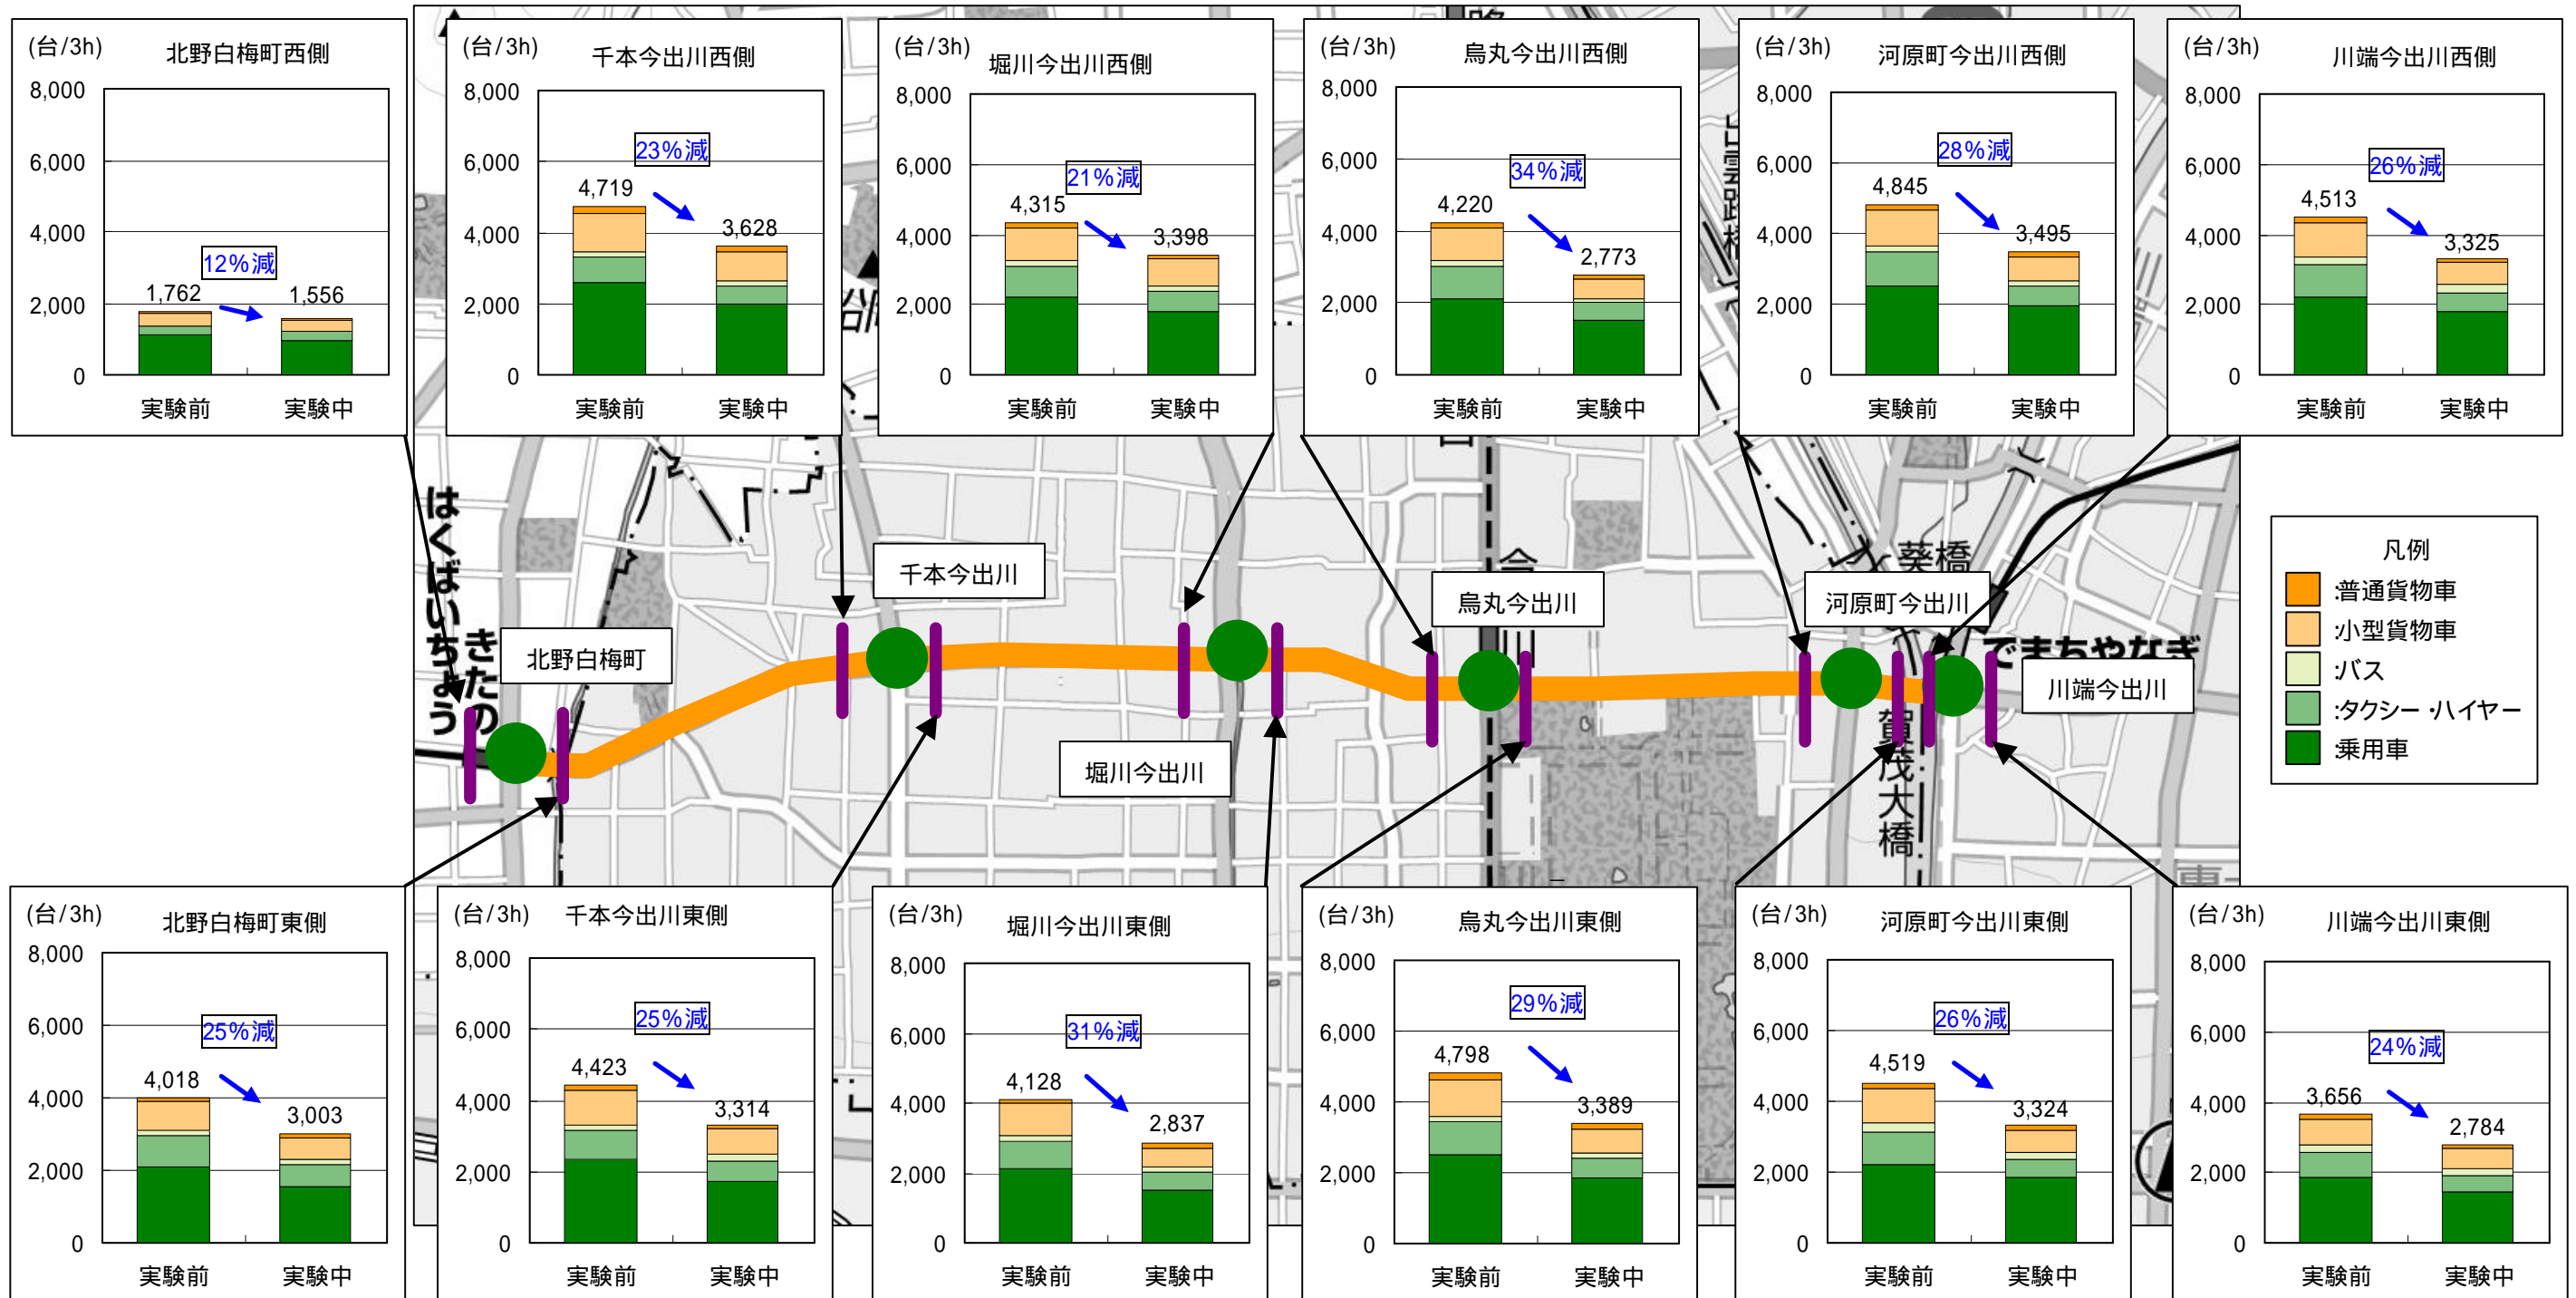 (台/3h)
北野白梅町西側
8,000
6,000
4,000
2,000
0
12%減
1,762
1,556
実験前
実験中
(台/3h)
千本今出川西側
8,000
6,000
4,000
2,000
0
23%減
4,719
3,628
実験前
実験中
(台/3h)
堀川今出川西側
8,000
6,000
4,000
2,000
0
21%減
4,315
3,398
実験前
実験中
(台/3h)
烏丸今出川西側
8,000
6,000
4,000
2,000
0
34%減
4,220
2,773
実験前
実験中
(台/3h)
河原町今出川西側
8,000
6,000
4,000
2,000
0
28%減
4,845
3,495
実験前
実験中
(台/3h)
川端今出川西側
8,000
6,000
4,000
2,000
0
26%減
4,513
3,325
実験前
実験中
きたの
はくばいちょう
北野白梅町
千本今出川
堀川今出川
烏丸今出川
河原町今出川
川端今出川
葵橋
でまちやなぎ
賀茂大橋
凡例
:普通貨物車
:小型貨物車
:バス
:タクシー・ハイヤー
:乗用車
(台/3h)
北野白梅町東側
8,000
6,000
4,000
2,000
0
25%減
4,018
3,003
実験前
実験中
(台/3h)
千本今出川東側
8,000
6,000
4,000
2,000
0
25%減
4,423
3,314
実験前
実験中
(台/3h)
堀川今出川東側
8,000
6,000
4,000
2,000
0
31%減
4,128
2,837
実験前
実験中
(台/3h)
烏丸今出川東側
8,000
6,000
4,000
2,000
0
29%減
4,798
3,389
実験前
実験中
(台/3h)
河原町今出川東側
8,000
6,000
4,000
2,000
0
26%減
4,519
3,324
実験前
実験中
(台/3h)
川端今出川東側
8,000
6,000
4,000
2,000
0
24%減
3,656
2,784
実験前
実験中